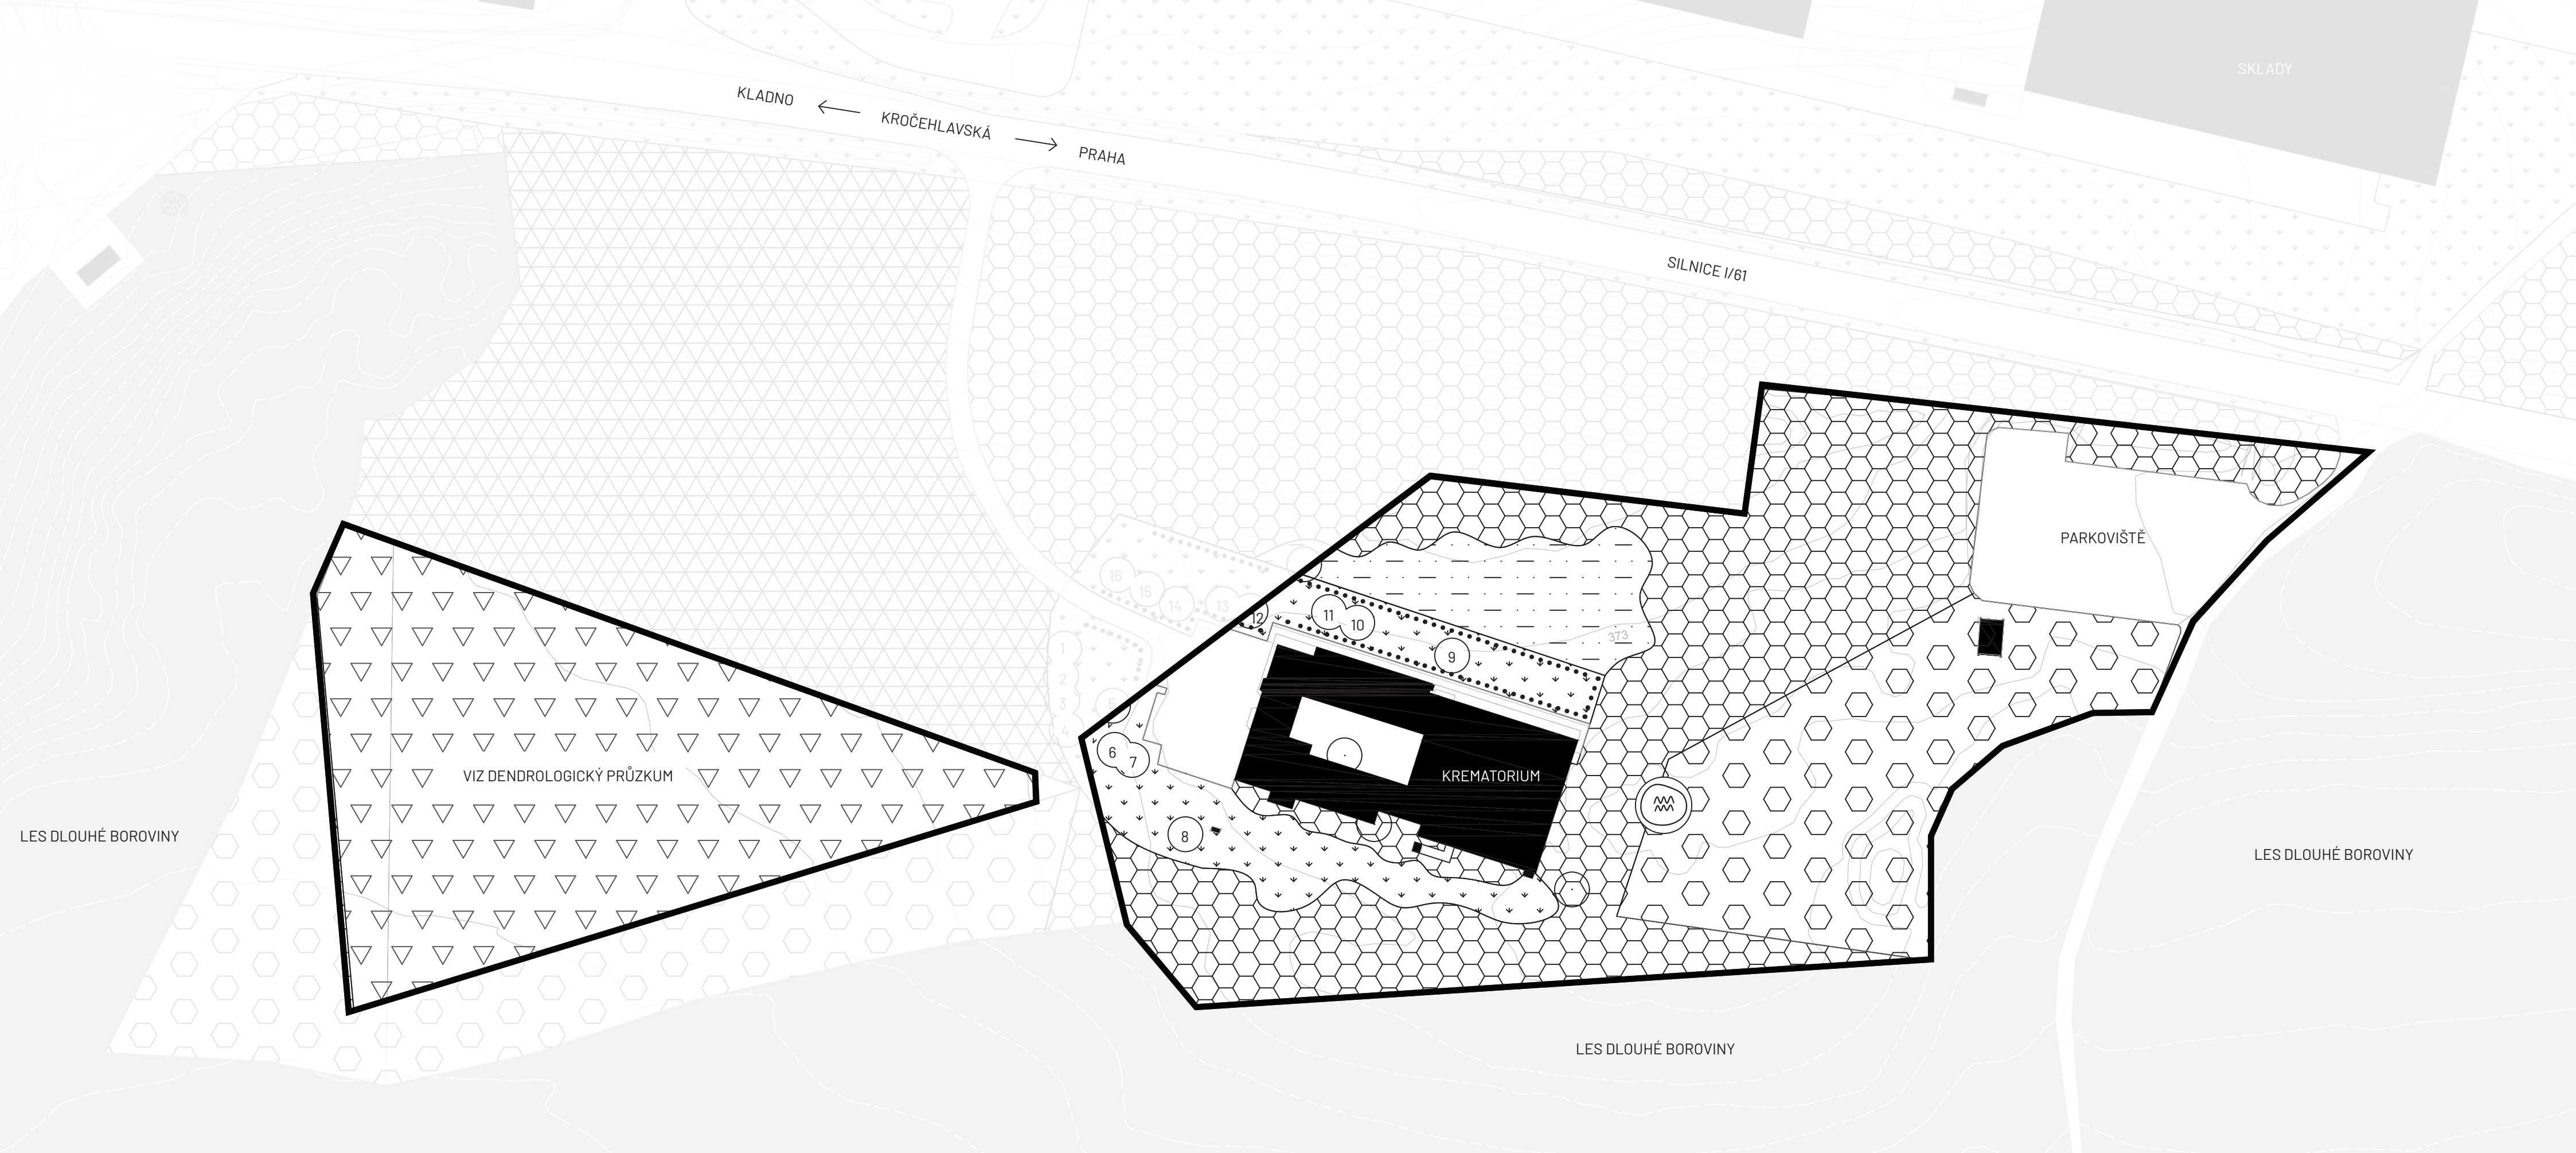 SKLADY
KLADNO
KROČEHLAVSKÁ
PRAHA
SILNICE I/61
PARKOVIŠTĚ
16
15
14
13
12
11
10
9
373
1
2
3
4
6
7
8
VIZ DENDROLOGICKÝ PRŮZKUM
KREMATORIUM
LES DLOUHÉ BOROVINY
LES DLOUHÉ BOROVINY
LES DLOUHÉ BOROVINY